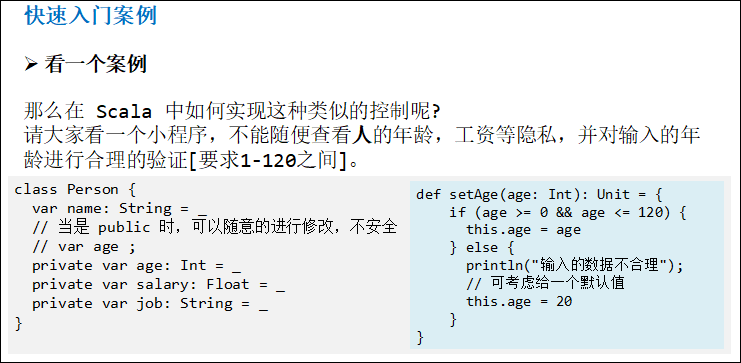 快速入门案例
➢ 看一个案例
那么在 Scala 中如何实现这种类似的控制呢?
请大家看一个小程序，不能随便查看人的年龄，工资等隐私，并对输入的年
龄进行合理的验证[要求1-120之间]。
class Person {
  var name: String = _
  // 当是 public 时，可以随意的进行修改，不安全
  // var age ;
  private var age: Int = _
  private var salary: Float = _
  private var job: String = _
}
def setAge(age: Int): Unit = {
    if (age >= 0 && age <= 120) {
      this.age = age
    } else {
      println("输入的数据不合理");
      // 可考虑给一个默认值
      this.age = 20
    }
}